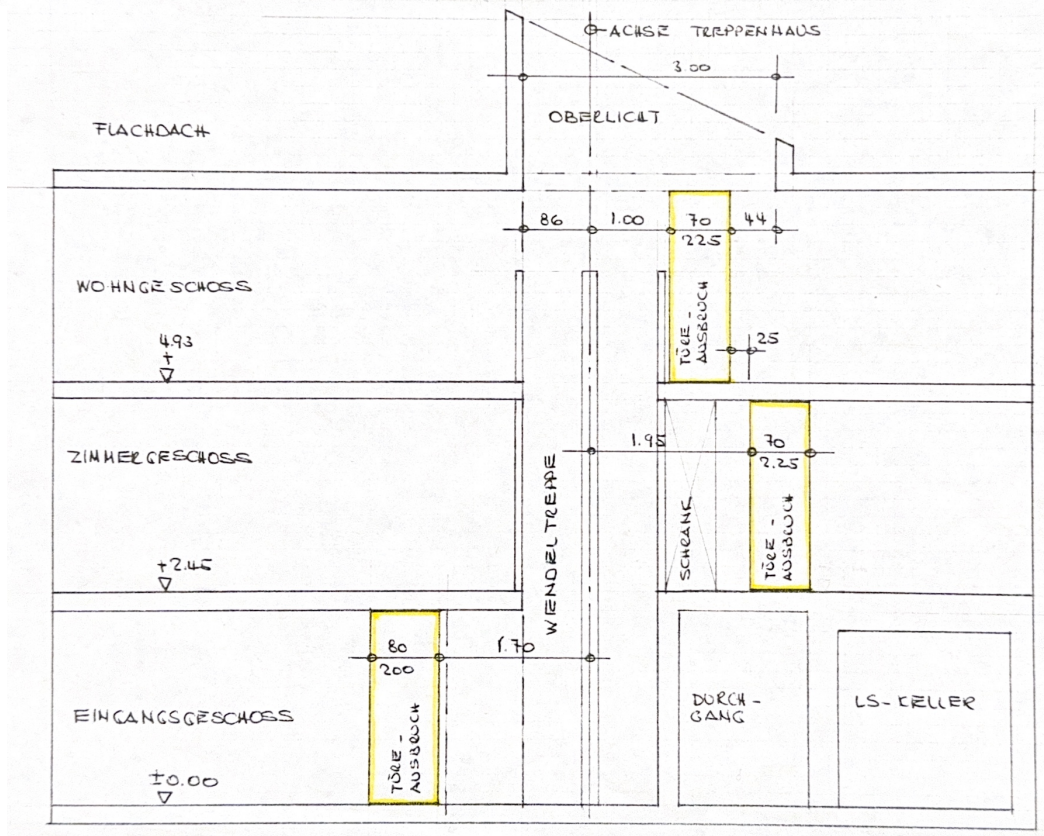 ACHSE TREPPENHAUS
3.00
OBERLICHT
FLACHDACH
86
1.00
70
225
44
WOHNGESCHOSS
TÜRE -
AUSBRUCH
25
4.93
+
ZIMMERGESCHOSS
1.95
70
2.25
WENDELTREPPE
SCHRANK
TÜRE -
AUSBRUCH
+2.45
80
200
1.70
EINGANGSGESCHOSS
TÜRE -
AUSBRUCH
DURCH -
GANG
LS-KELLER
±0.00